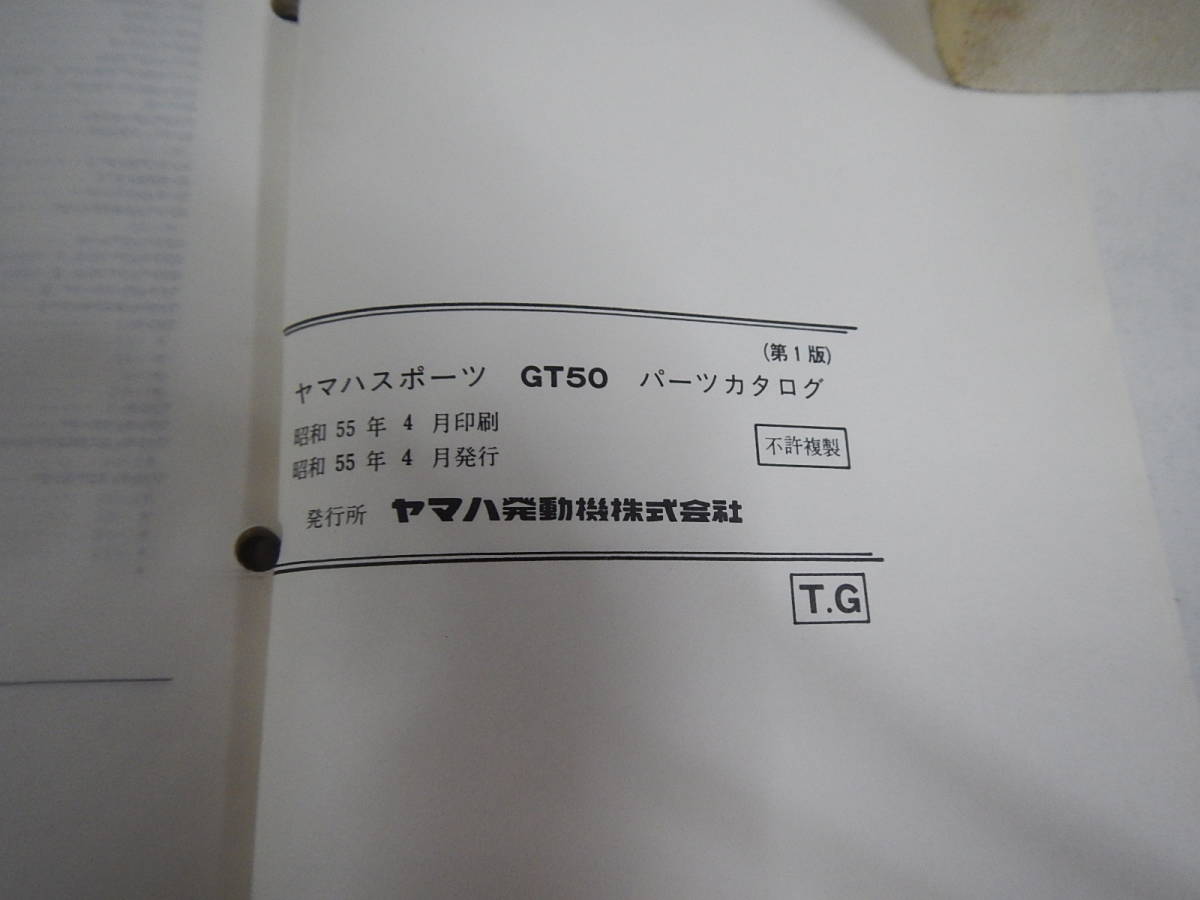 (第1版)
ヤマハスポーツ GT50 パーツカタログ
昭和 55 年 4 月印刷
昭和 55 年 4 月発行
不許複製
発行所 ヤマハ発動機株式会社
T.G